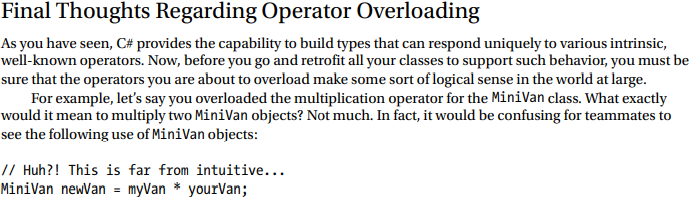 Final Thoughts Regarding Operator Overloading
As you have seen, C# provides the capability to build types that can respond uniquely to various intrinsic,
well-known operators. Now, before you go and retrofit all your classes to support such behavior, you must be
sure that the operators you are about to overload make some sort of logical sense in the world at large.
For example, let's say you overloaded the multiplication operator for the MiniVan class. What exactly
would it mean to multiply two MiniVan objects? Not much. In fact, it would be confusing for teammates to
see the following use of MiniVan objects:
// Huh?! This is far from intuitive...
MiniVan newVan = myVan * yourVan;